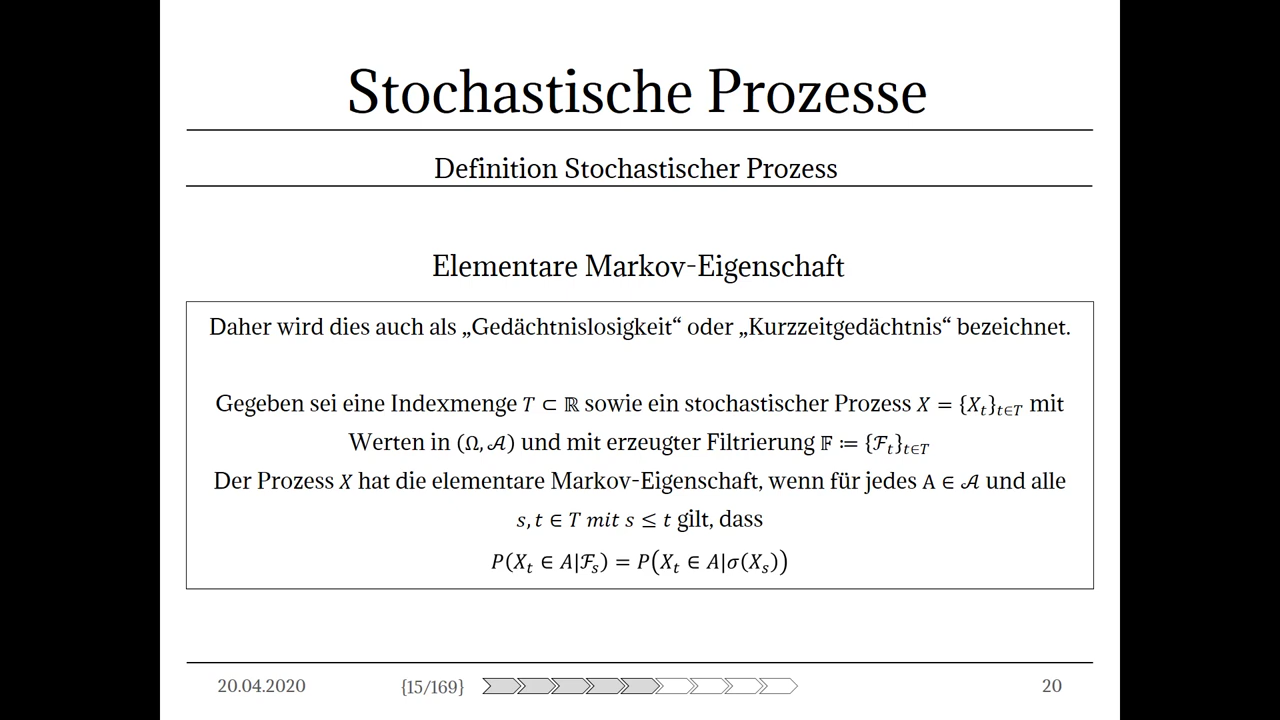 Stochastische Prozesse
Definition Stochastischer Prozess
Elementare Markov-Eigenschaft
Daher wird dies auch als „Gedächtnislosigkeit“ oder „Kurzzeitgedächtnis“ bezeichnet.
Gegeben sei eine Indexmenge T ⊂ ℝ sowie ein stochastischer Prozess X = {X_t}_{t∈T} mit
Werten in (Ω, 𝒜) und mit erzeugter Filtrierung 𝔽 ≔ {ℱ_t}_{t∈T}
Der Prozess X hat die elementare Markov-Eigenschaft, wenn für jedes A ∈ 𝒜 und alle
s, t ∈ T mit s ≤ t gilt, dass
P(X_t ∈ A|ℱ_s) = P(X_t ∈ A|σ(X_s))
20.04.2020 {15/169} 20